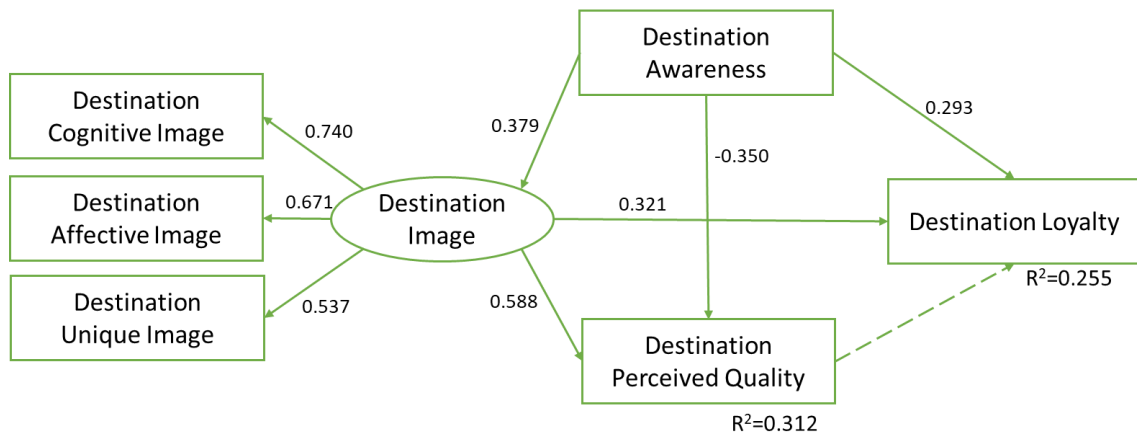 Destination
Awareness
Destination
Cognitive Image
0.740
0.379
0.293
-0.350
Destination
Affective Image
0.671
Destination
Image
0.321
Destination Loyalty
R²=0.255
Destination
Unique Image
0.537
0.588
Destination
Perceived Quality
R²=0.312